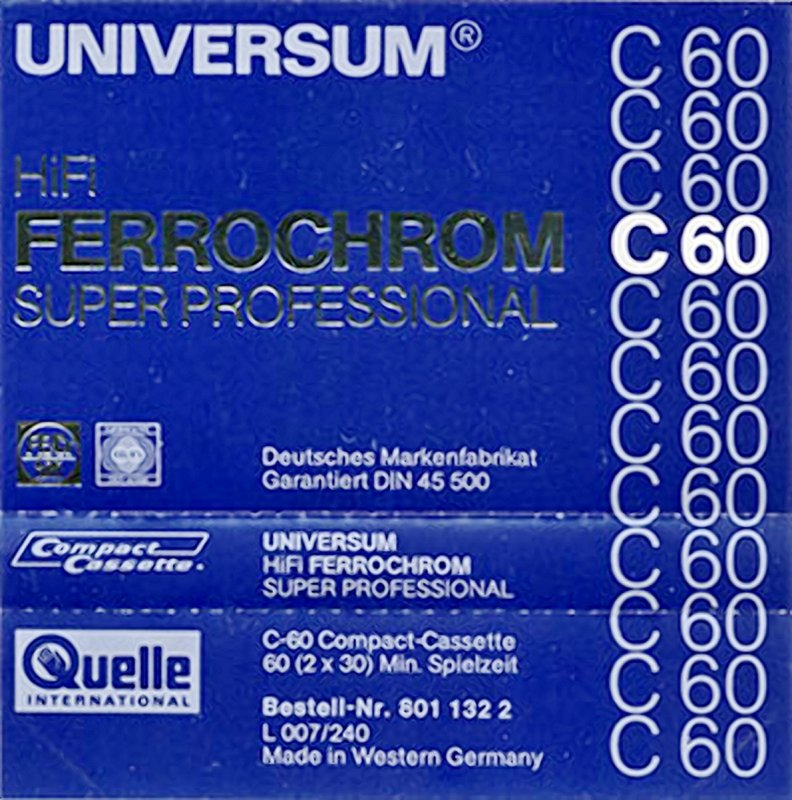 UNIVERSUM®
HiFi
FERROCHROM
SUPER PROFESSIONAL
Deutsches Markenfabrikat
Garantiert DIN 45 500
Compact
Cassette
UNIVERSUM
HiFi FERROCHROM
SUPER PROFESSIONAL
Quelle
INTERNATIONAL
C-60 Compact-Cassette
60 (2 x 30) Min. Spielzeit
Bestell-Nr. 801 132 2
L 007/240
Made in Western Germany
C 60
C 60
C 60
C 60
C 60
C 60
C 60
C 60
C 60
C 60
C 60
C 60